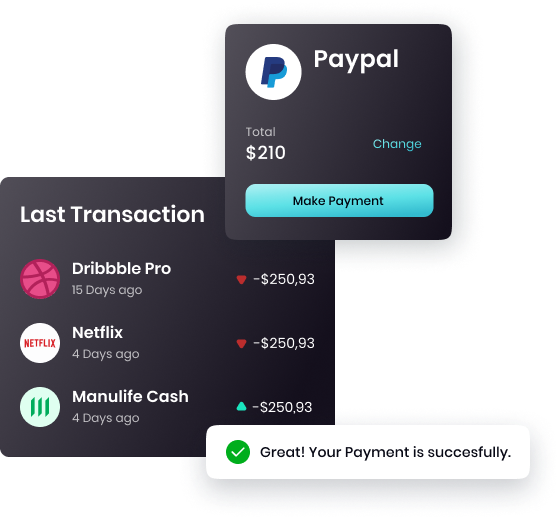 Paypal
Total
$210
Change
Make Payment
Last Transaction
Dribbble Pro
15 Days ago
-$250,93
NETFLIX
Netflix
4 Days ago
-$250,93
Manulife Cash
4 Days ago
-$250,93
Great! Your Payment is succesfully.